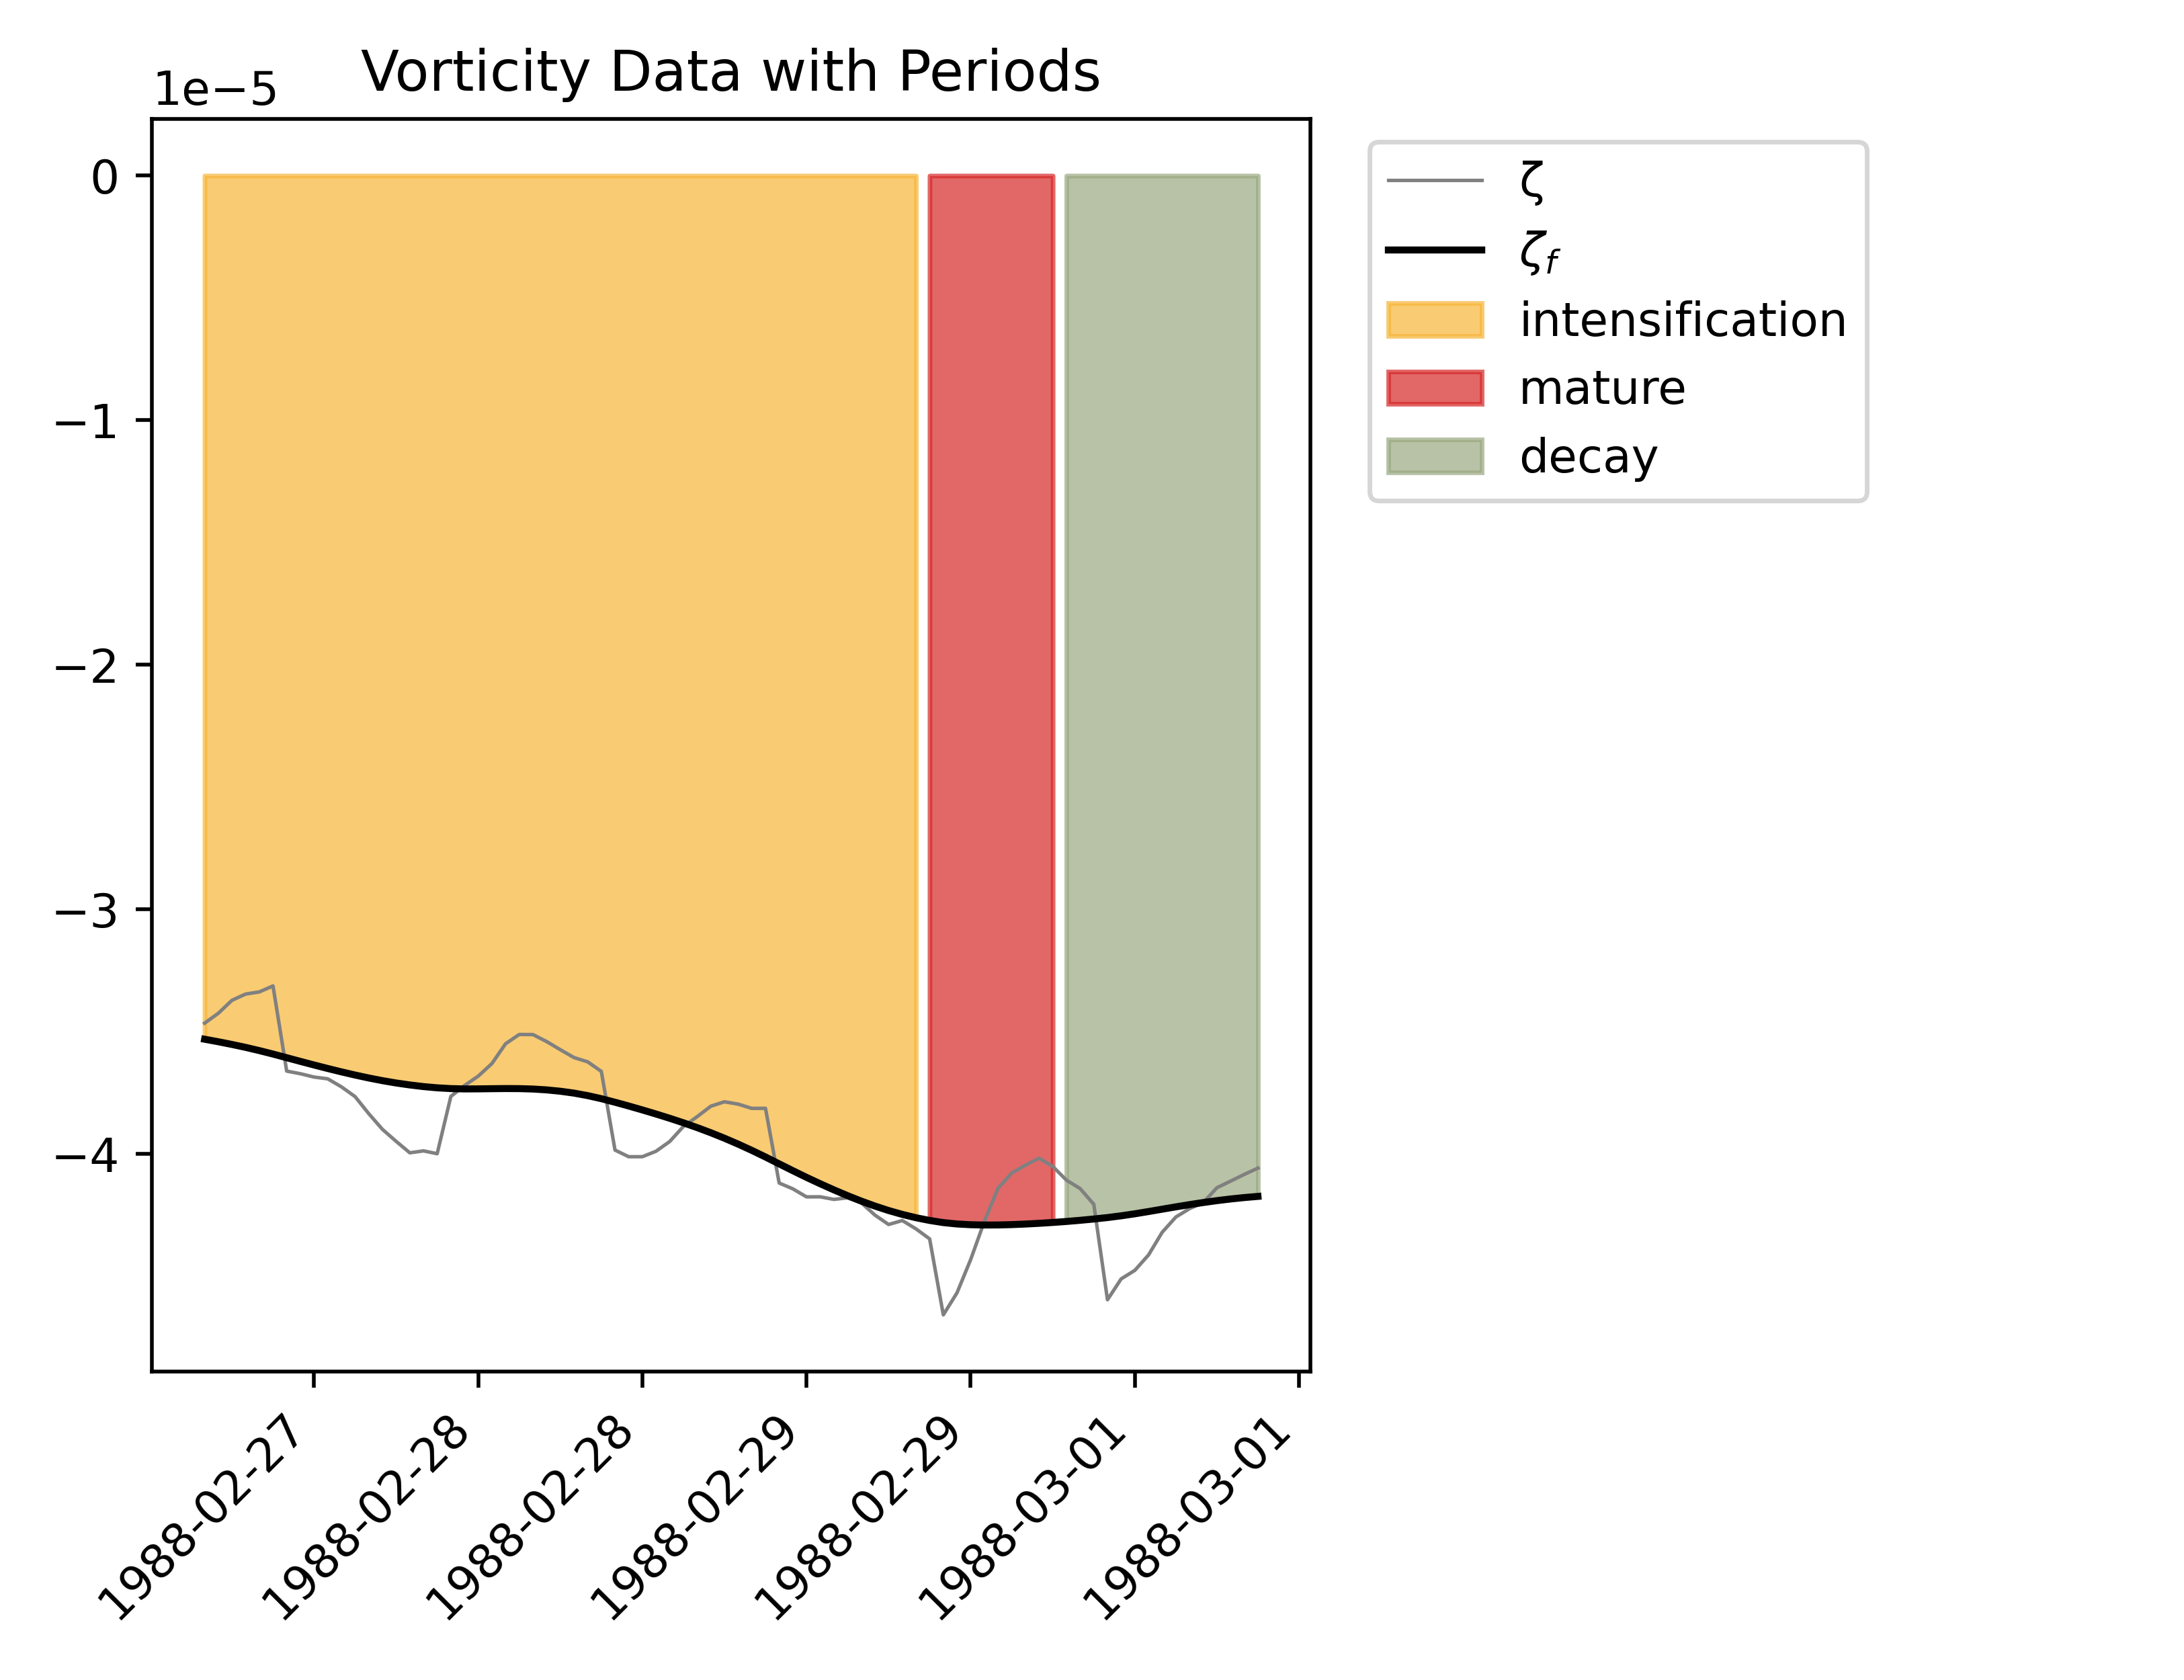 Vorticity Data with Periods
1e−5
0
−1
−2
−3
−4
1988-02-27
1988-02-28
1988-02-28
1988-02-29
1988-02-29
1988-03-01
1988-03-01
ζ
ζf
intensification
mature
decay